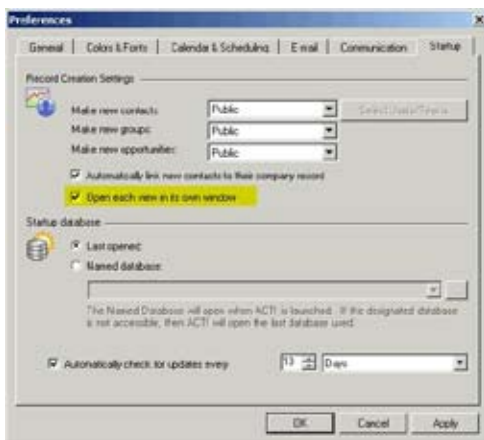 Preferences
General Colors & Fonts Calendar & Scheduling E-mail Communication Startup
Record Creation Settings
Make new contacts: Public Select Users/Teams
Make new groups: Public
Make new opportunities: Public
Automatically link new contacts to their company record
Open each view in its own window
Startup database
Last opened
Named database:
The Named Database will open when ACT! is launched. If the designated database
is not accessible, then ACT! will open the last database used.
Automatically check for updates every 13 Days
OK Cancel Apply